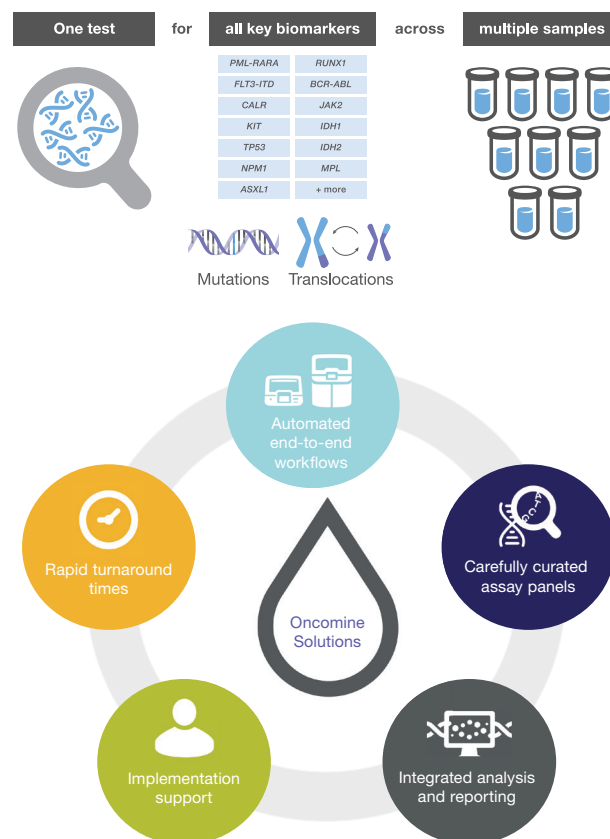 One test for all key biomarkers across multiple samples
PML-RARA RUNX1
FLT3-ITD BCR-ABL
CALR JAK2
KIT IDH1
TP53 IDH2
NPM1 MPL
ASXL1 + more
Mutations Translocations
Automated
end-to-end
workflows
Rapid turnaround
times
ATCG
Carefully curated
assay panels
Oncomine
Solutions
Implementation
support
Integrated analysis
and reporting